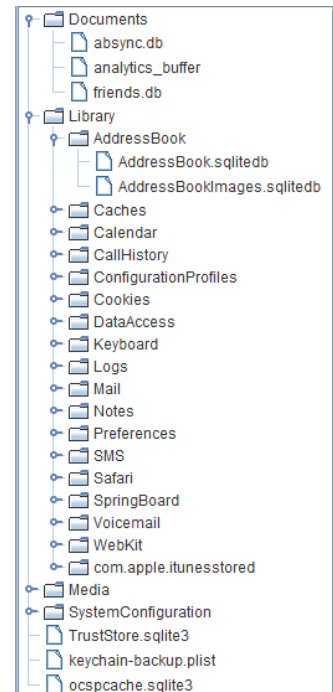 Documents
absync.db
analytics_buffer
friends.db
Library
AddressBook
AddressBook.sqlitedb
AddressBookImages.sqlitedb
Caches
Calendar
CallHistory
ConfigurationProfiles
Cookies
DataAccess
Keyboard
Logs
Mail
Notes
Preferences
SMS
Safari
SpringBoard
Voicemail
WebKit
com.apple.itunesstored
Media
SystemConfiguration
TrustStore.sqlite3
keychain-backup.plist
ocspcache.sqlite3